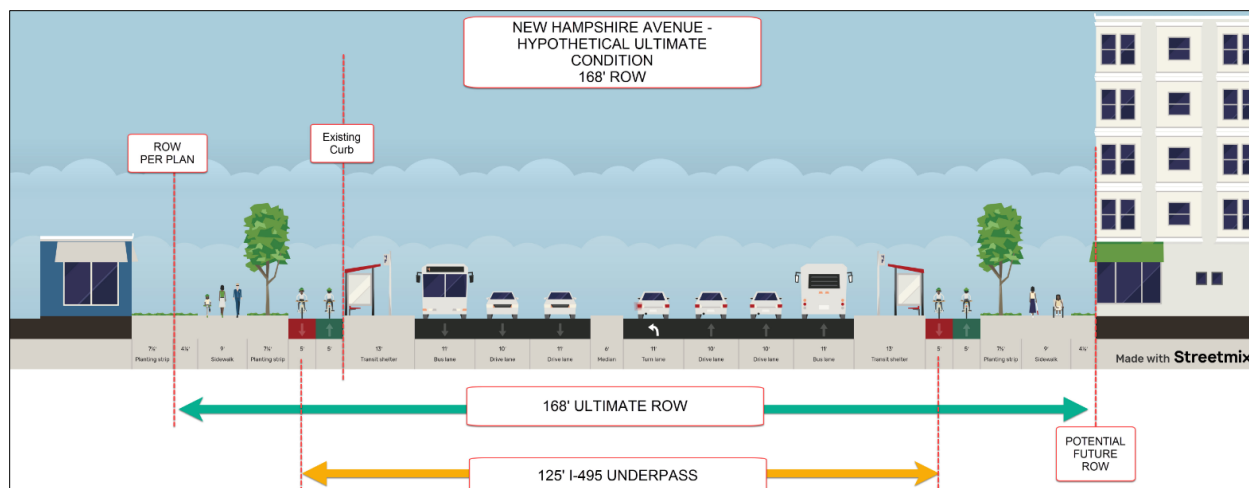 NEW HAMPSHIRE AVENUE -
HYPOTHETICAL ULTIMATE
CONDITION
168' ROW
ROW
PER PLAN
Existing
Curb
7½' 4½' 9' 7½' 5' 5' 13' 11' 10' 11' 6' 11' 10' 10' 11' 13' 5' 5' 7½' 9' 4½'
Planting strip Sidewalk Planting strip Transit shelter Bus lane Drive lane Drive lane Median Turn lane Drive lane Drive lane Bus lane Transit shelter Planting strip Sidewalk
Made with Streetmix
168' ULTIMATE ROW
POTENTIAL
FUTURE
ROW
125' I-495 UNDERPASS